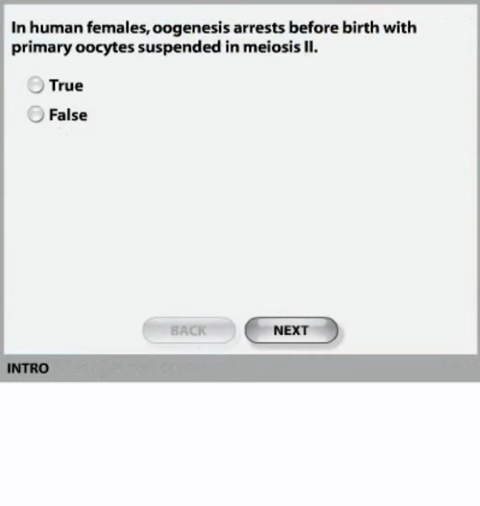 In human females, oogenesis arrests before birth with
primary oocytes suspended in meiosis II.
True
False
BACK
NEXT
INTRO